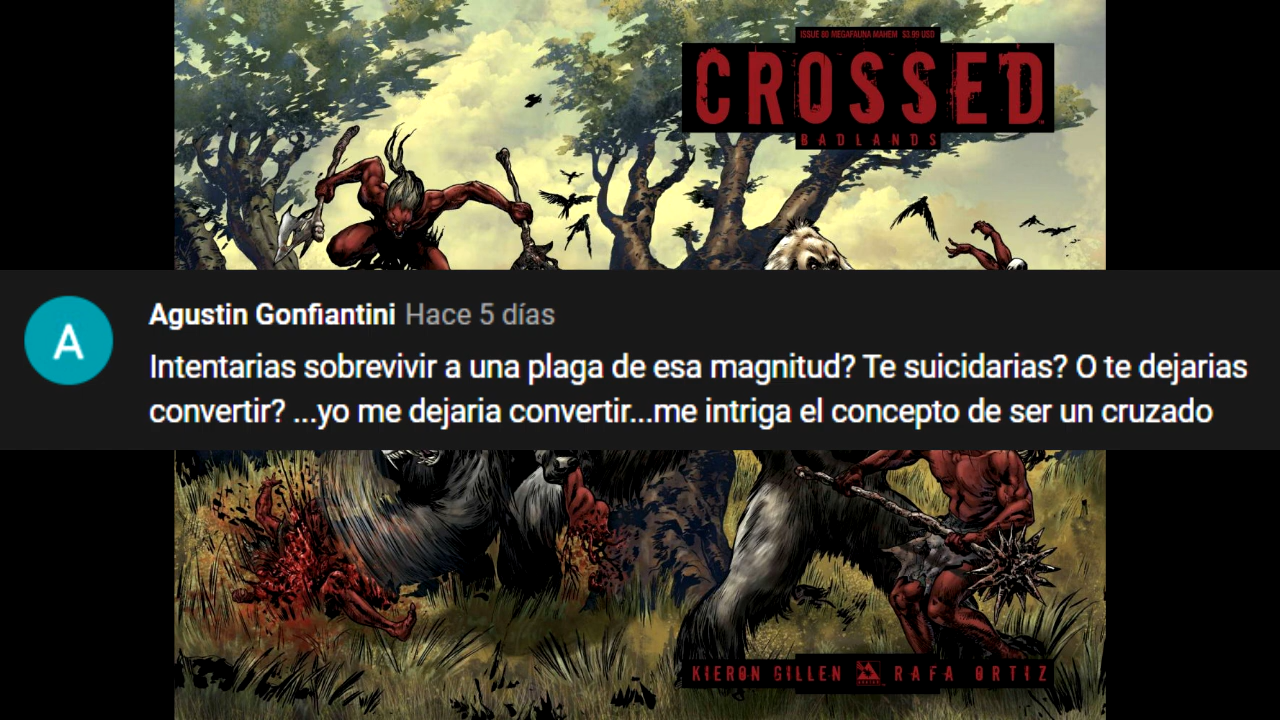 ISSUE 80 MEGAFAUNA MAHEM $3.99 USD
CROSSED
BADLANDS
A
Agustin Gonfiantini Hace 5 días
Intentarias sobrevivir a una plaga de esa magnitud? Te suicidarias? O te dejarias
convertir? ...yo me dejaria convertir...me intriga el concepto de ser un cruzado
KIERON GILLEN RAFA ORTIZ